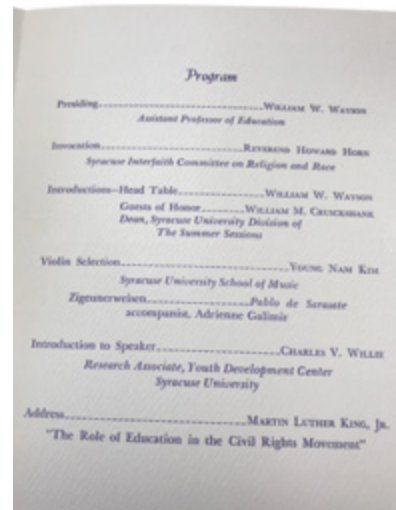 Program
Presiding------------------------------WILLIAM W. WATSON
Assistant Professor of Education
Invocation------------------------------REVEREND HOWARD HORN
Syracuse Interfaith Committee on Religion and Race
Introductions—Head Table------------------WILLIAM W. WATSON
Guests of Honor---------WILLIAM M. CRUICKSHANK
Dean, Syracuse University Division of
The Summer Sessions
Violin Selection------------------------------YOUNG NAM KIM
Syracuse University School of Music
Zigeunerweisen----------------------Pablo de Sarasate
accompanist, Adrienne Galimir
Introduction to Speaker------------------------CHARLES V. WILLIE
Research Associate, Youth Development Center
Syracuse University
Address------------------------------MARTIN LUTHER KING, JR.
"The Role of Education in the Civil Rights Movement"